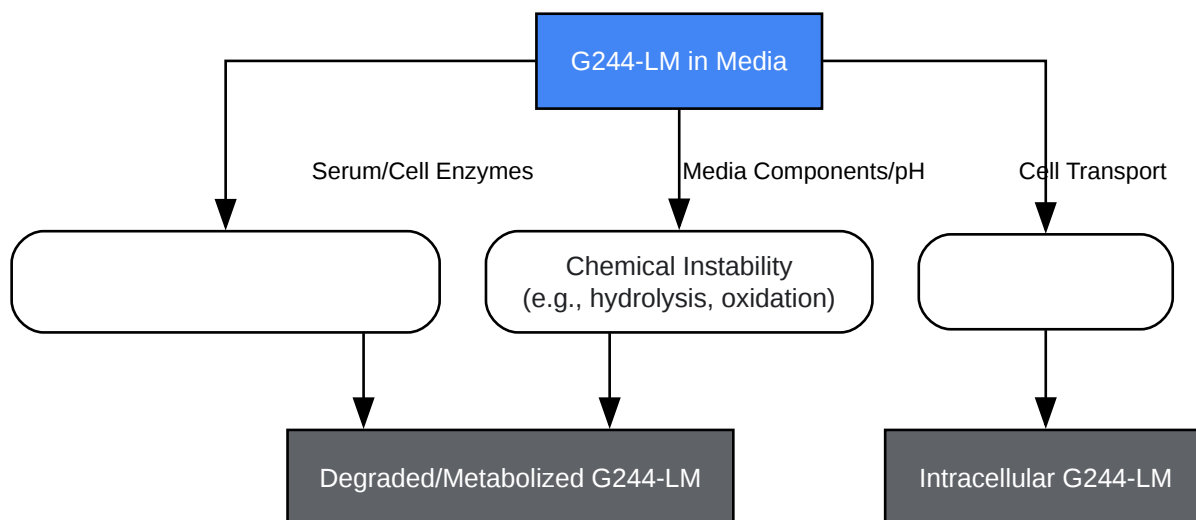 G244-LM in Media
Serum/Cell Enzymes
Media Components/pH
Cell Transport
Chemical Instability
(e.g., hydrolysis, oxidation)
Degraded/Metabolized G244-LM
Intracellular G244-LM